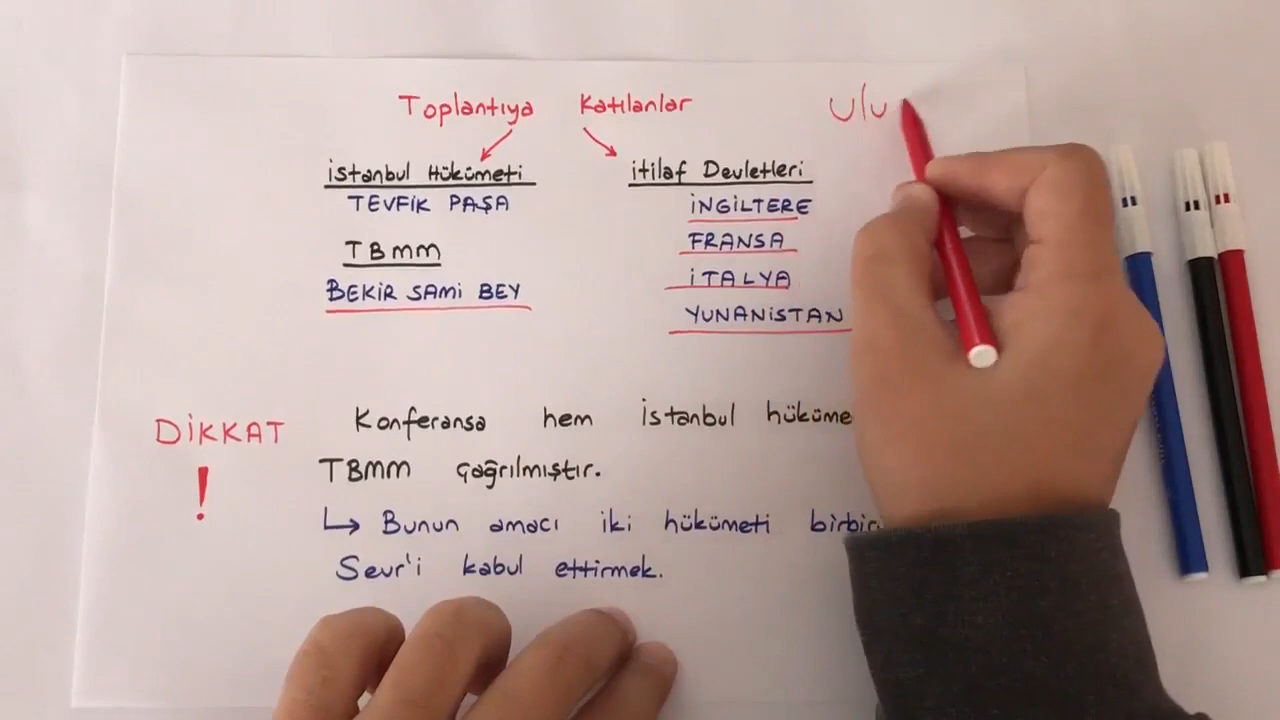 Toplantıya Katılanlar
Ulu
İstanbul Hükümeti
TEVFİK PAŞA
TBMM
BEKİR SAMİ BEY
İtilaf Devletleri
İNGİLTERE
FRANSA
İTALYA
YUNANİSTAN
DİKKAT
!
Konferansa hem İstanbul hüküme
TBMM çağrılmıştır.
↳ Bunun amacı iki hükümeti birbir
Sevr'i kabul ettirmek.